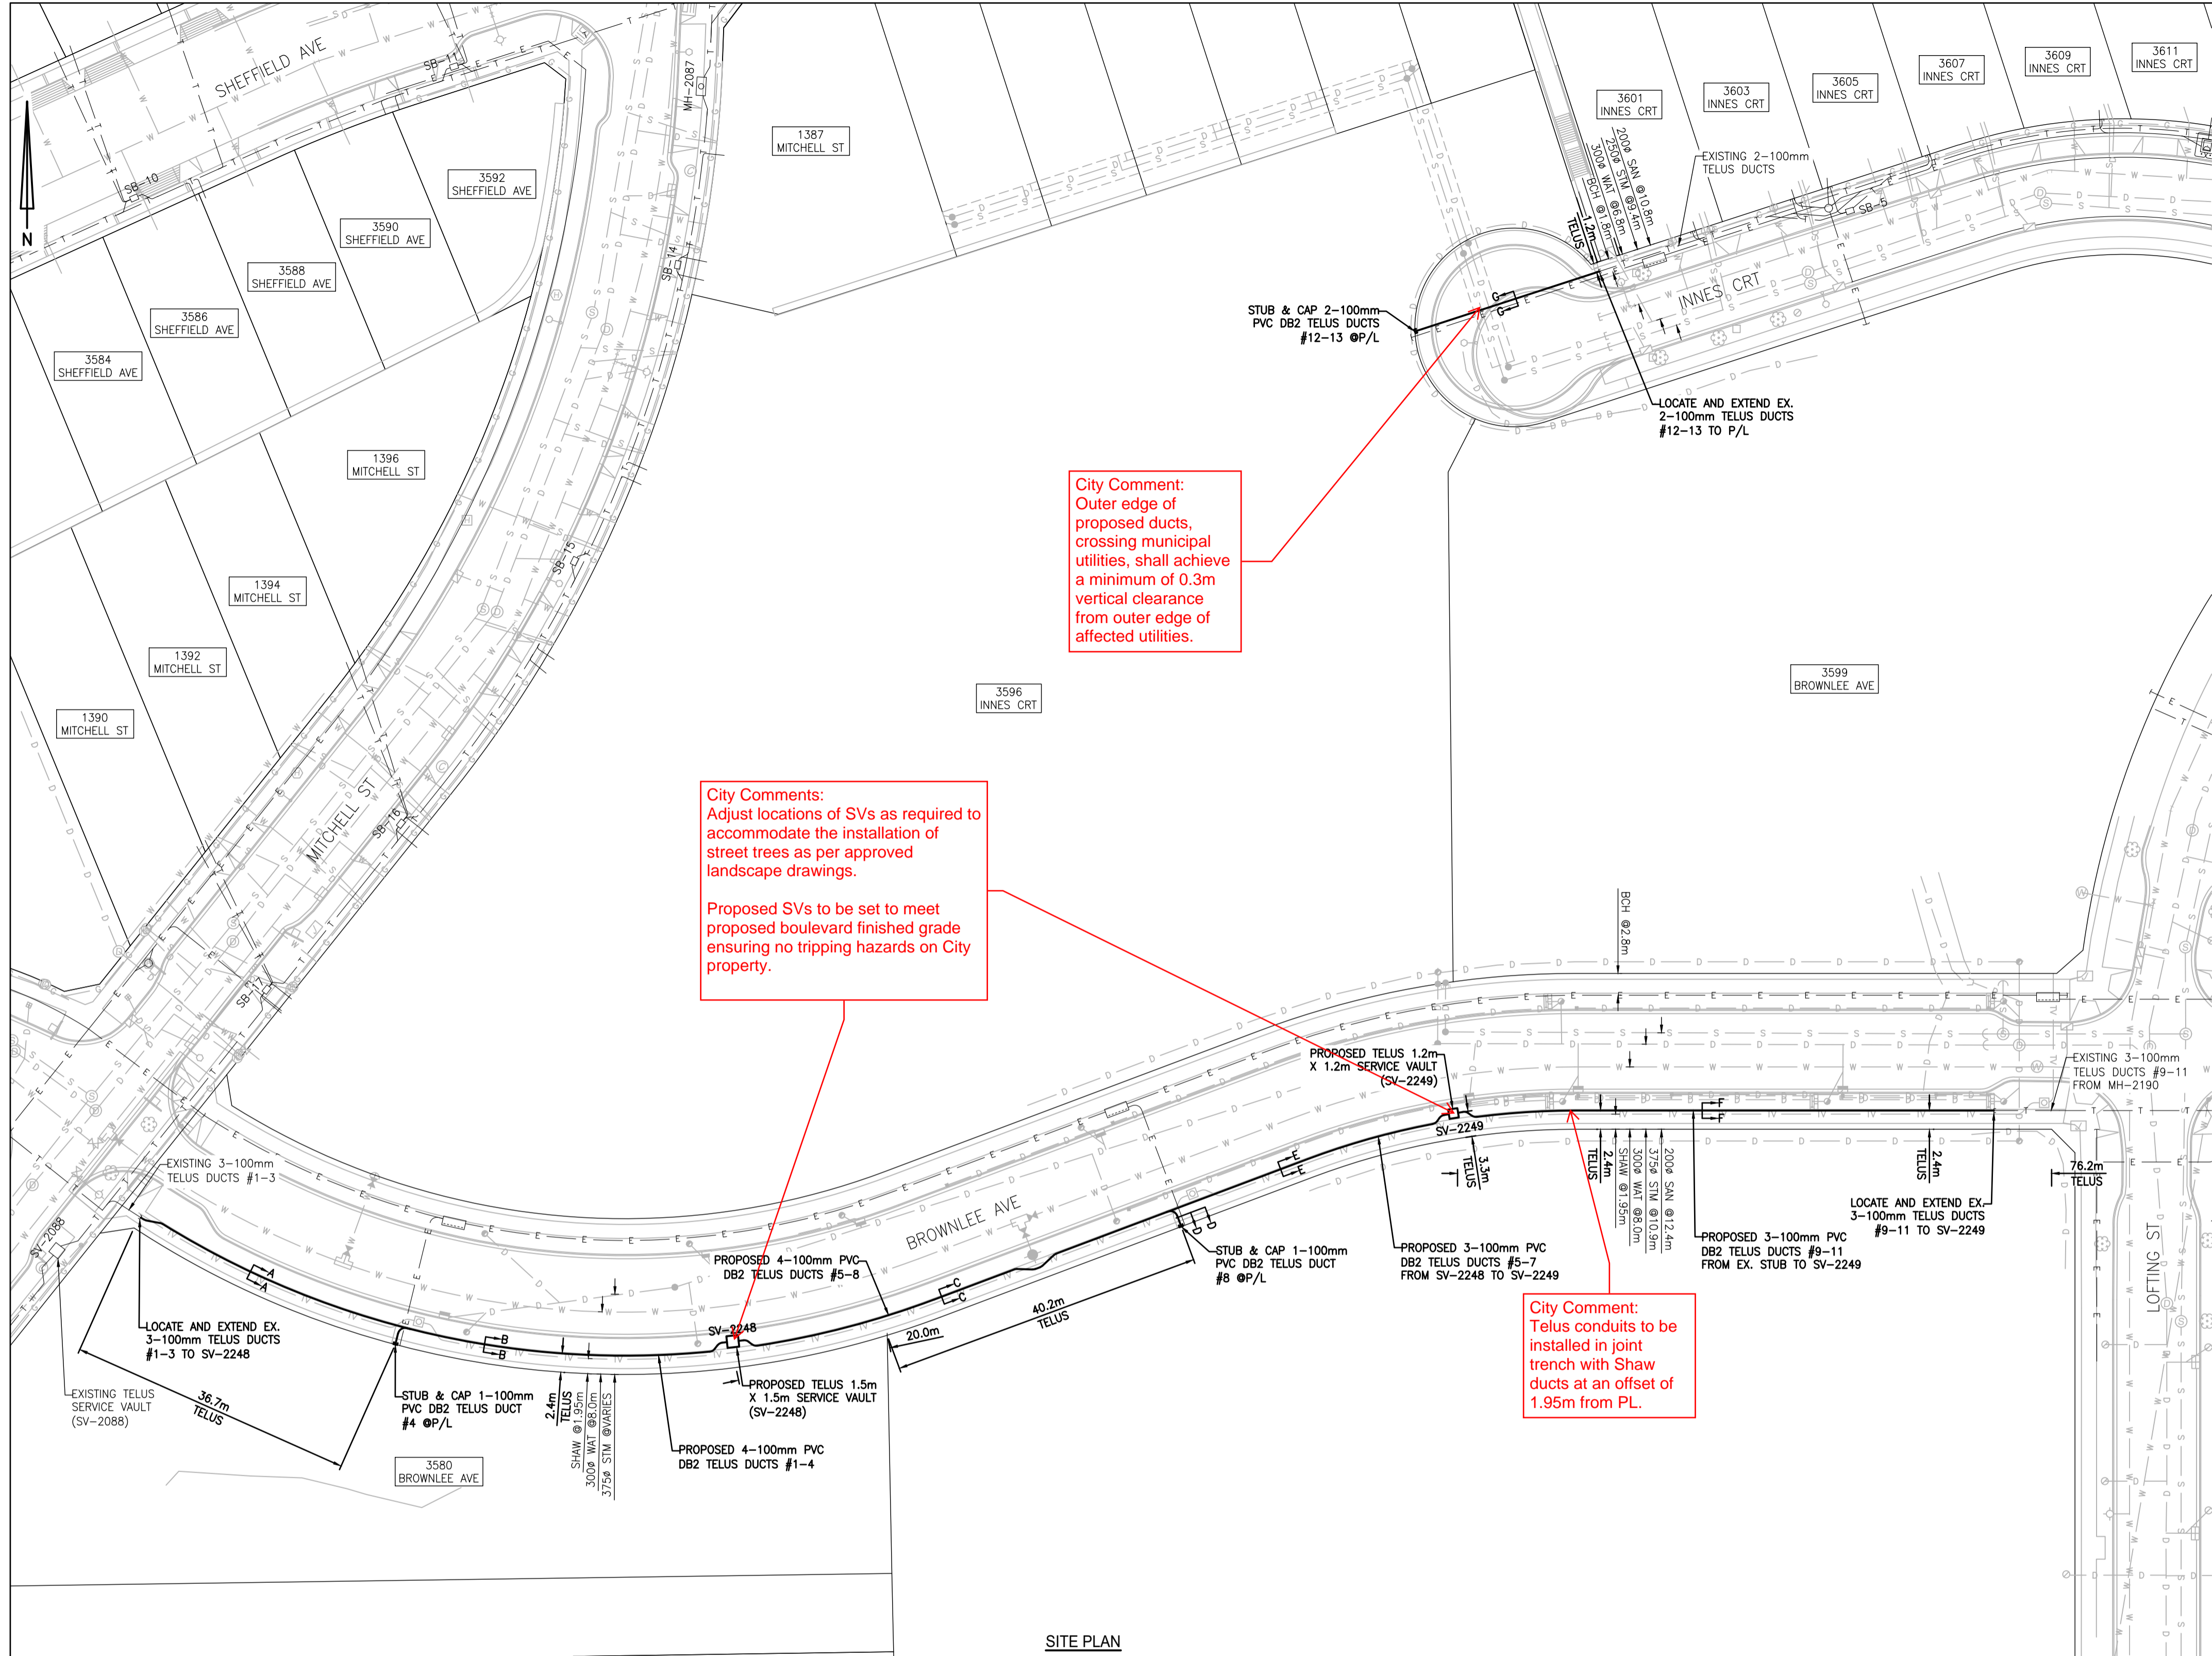 SHEFFIELD AVE
SB-11
SB-10
MH-2087
SB-14
SB-15
SB-16
SB-17
SB-5
N
3592
SHEFFIELD AVE
3590
SHEFFIELD AVE
3588
SHEFFIELD AVE
3586
SHEFFIELD AVE
3584
SHEFFIELD AVE
1387
MITCHELL ST
1396
MITCHELL ST
1394
MITCHELL ST
1392
MITCHELL ST
1390
MITCHELL ST
MITCHELL ST
3601
INNES CRT
3603
INNES CRT
3605
INNES CRT
3607
INNES CRT
3609
INNES CRT
3611
INNES CRT
200ø SAN @10.8m
250ø STM @9.4m
300ø WAT @6.8m
BCH @1.8m
1.2m
TELUS
EXISTING 2-100mm
TELUS DUCTS
INNES CRT
G
G
STUB & CAP 2-100mm
PVC DB2 TELUS DUCTS
#12-13 @P/L
LOCATE AND EXTEND EX.
2-100mm TELUS DUCTS
#12-13 TO P/L
City Comment:
Outer edge of
proposed ducts,
crossing municipal
utilities, shall achieve
a minimum of 0.3m
vertical clearance
from outer edge of
affected utilities.
3596
INNES CRT
3599
BROWNLEE AVE
City Comments:
Adjust locations of SVs as required to
accommodate the installation of
street trees as per approved
landscape drawings.
Proposed SVs to be set to meet
proposed boulevard finished grade
ensuring no tripping hazards on City
property.
BCH @2.8m
PROPOSED TELUS 1.2m
X 1.2m SERVICE VAULT
(SV-2249)
SV-2249
3.3m
TELUS
F
F
2.4m
TELUS
SHAW @1.95m
300ø WAT @8.0m
375ø STM @10.9m
200ø SAN @12.4m
2.4m
TELUS
76.2m
TELUS
EXISTING 3-100mm
TELUS DUCTS #9-11
FROM MH-2190
LOCATE AND EXTEND EX.
3-100mm TELUS DUCTS
#9-11 TO SV-2249
PROPOSED 3-100mm PVC
DB2 TELUS DUCTS #9-11
FROM EX. STUB TO SV-2249
PROPOSED 3-100mm PVC
DB2 TELUS DUCTS #5-7
FROM SV-2248 TO SV-2249
E
E
D
D
STUB & CAP 1-100mm
PVC DB2 TELUS DUCT
#8 @P/L
City Comment:
Telus conduits to be
installed in joint
trench with Shaw
ducts at an offset of
1.95m from PL.
LOFTING ST
BROWNLEE AVE
PROPOSED 4-100mm PVC
DB2 TELUS DUCTS #5-8
C
C
40.2m
TELUS
20.0m
SV-2248
PROPOSED TELUS 1.5m
X 1.5m SERVICE VAULT
(SV-2248)
PROPOSED 4-100mm PVC
DB2 TELUS DUCTS #1-4
2.4m
TELUS
SHAW @1.95m
300ø WAT @8.0m
375ø STM @VARIES
B
B
A
A
EXISTING 3-100mm
TELUS DUCTS #1-3
SV-2088
LOCATE AND EXTEND EX.
3-100mm TELUS DUCTS
#1-3 TO SV-2248
STUB & CAP 1-100mm
PVC DB2 TELUS DUCT
#4 @P/L
36.7m
TELUS
EXISTING TELUS
SERVICE VAULT
(SV-2088)
3580
BROWNLEE AVE
SITE PLAN